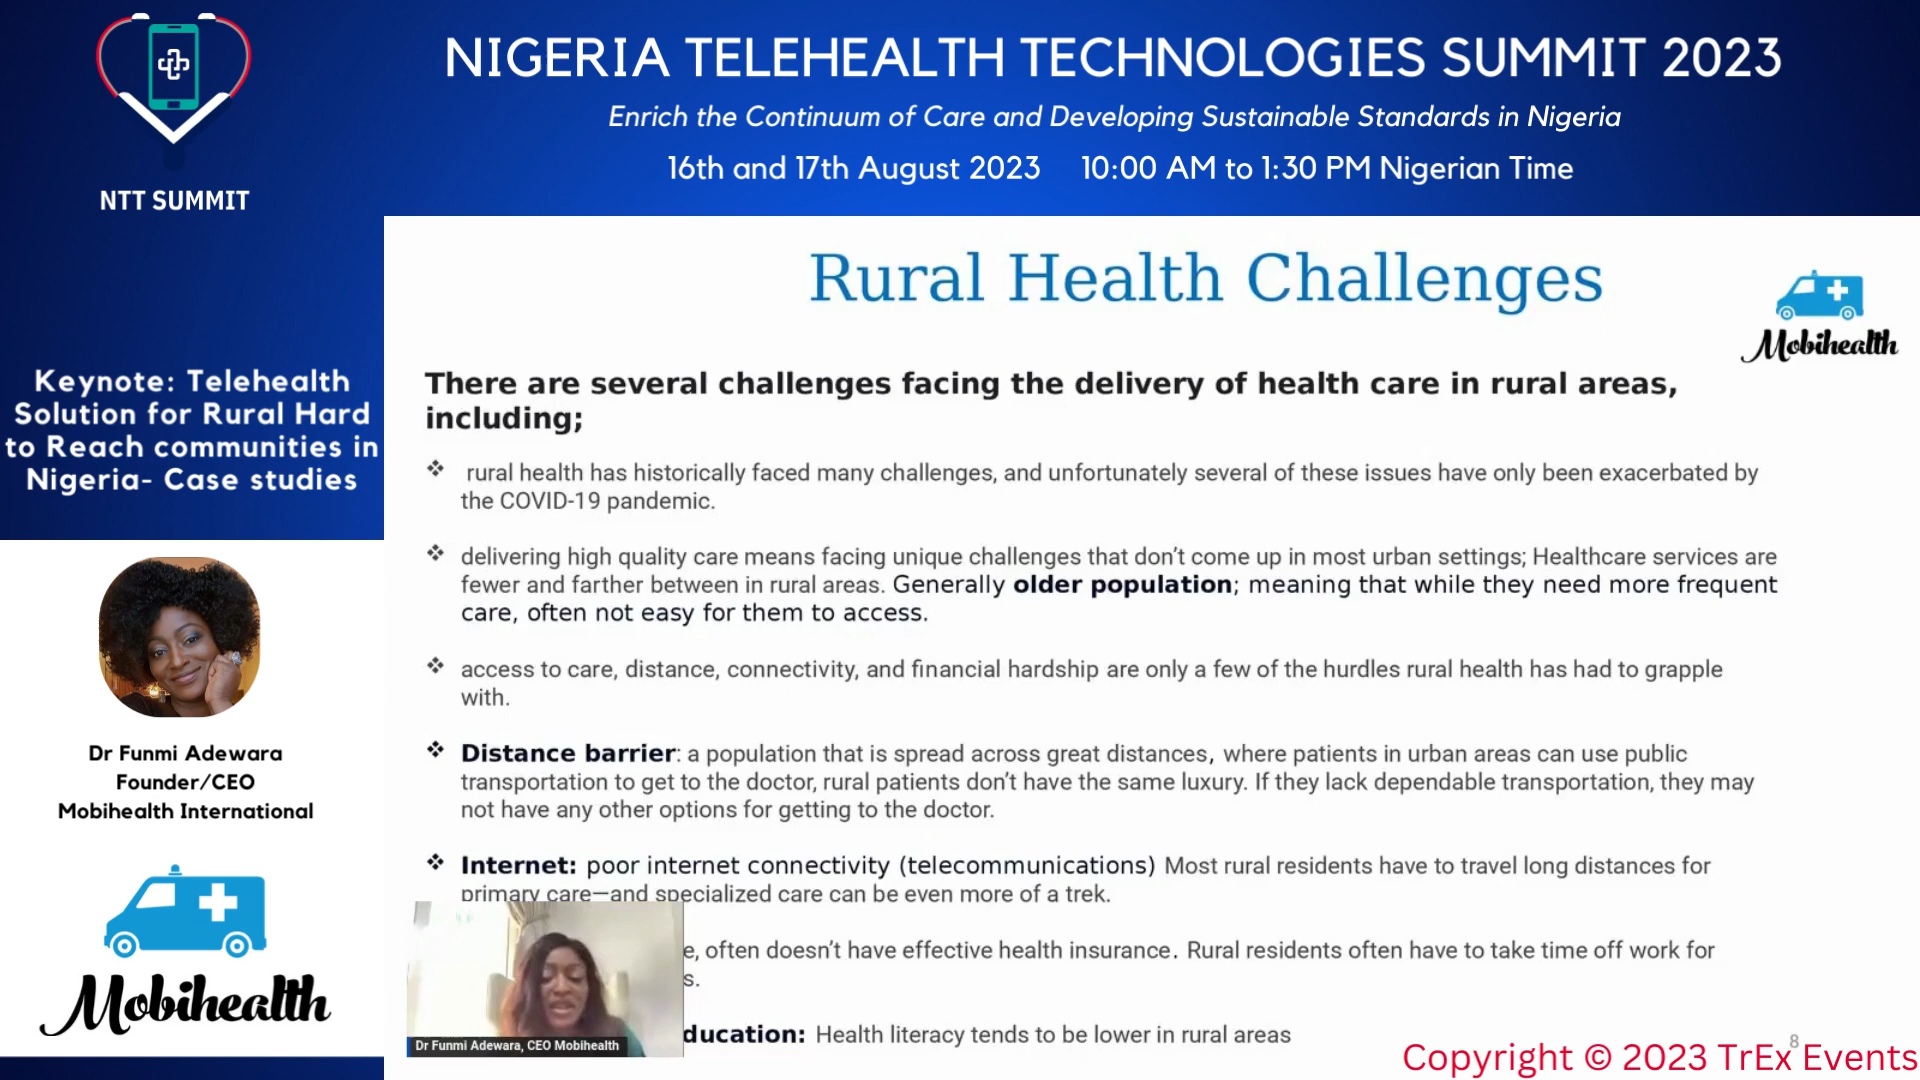 NIGERIA TELEHEALTH TECHNOLOGIES SUMMIT 2023
Enrich the Continuum of Care and Developing Sustainable Standards in Nigeria
16th and 17th August 2023 10:00 AM to 1:30 PM Nigerian Time
NTT SUMMIT
Keynote: Telehealth
Solution for Rural Hard
to Reach communities in
Nigeria- Case studies
Dr Funmi Adewara
Founder/CEO
Mobihealth International
Mobihealth
Rural Health Challenges
Mobihealth
There are several challenges facing the delivery of health care in rural areas,
including;
❖ rural health has historically faced many challenges, and unfortunately several of these issues have only been exacerbated by
the COVID-19 pandemic.
❖ delivering high quality care means facing unique challenges that don’t come up in most urban settings; Healthcare services are
fewer and farther between in rural areas. Generally older population; meaning that while they need more frequent
care, often not easy for them to access.
❖ access to care, distance, connectivity, and financial hardship are only a few of the hurdles rural health has had to grapple
with.
❖ Distance barrier: a population that is spread across great distances, where patients in urban areas can use public
transportation to get to the doctor, rural patients don’t have the same luxury. If they lack dependable transportation, they may
not have any other options for getting to the doctor.
❖ Internet: poor internet connectivity (telecommunications) Most rural residents have to travel long distances for
primary care—and specialized care can be even more of a trek.
e, often doesn’t have effective health insurance. Rural residents often have to take time off work for
s.
ducation: Health literacy tends to be lower in rural areas
Dr Funmi Adewara, CEO Mobihealth
8
Copyright © 2023 TrEx Events